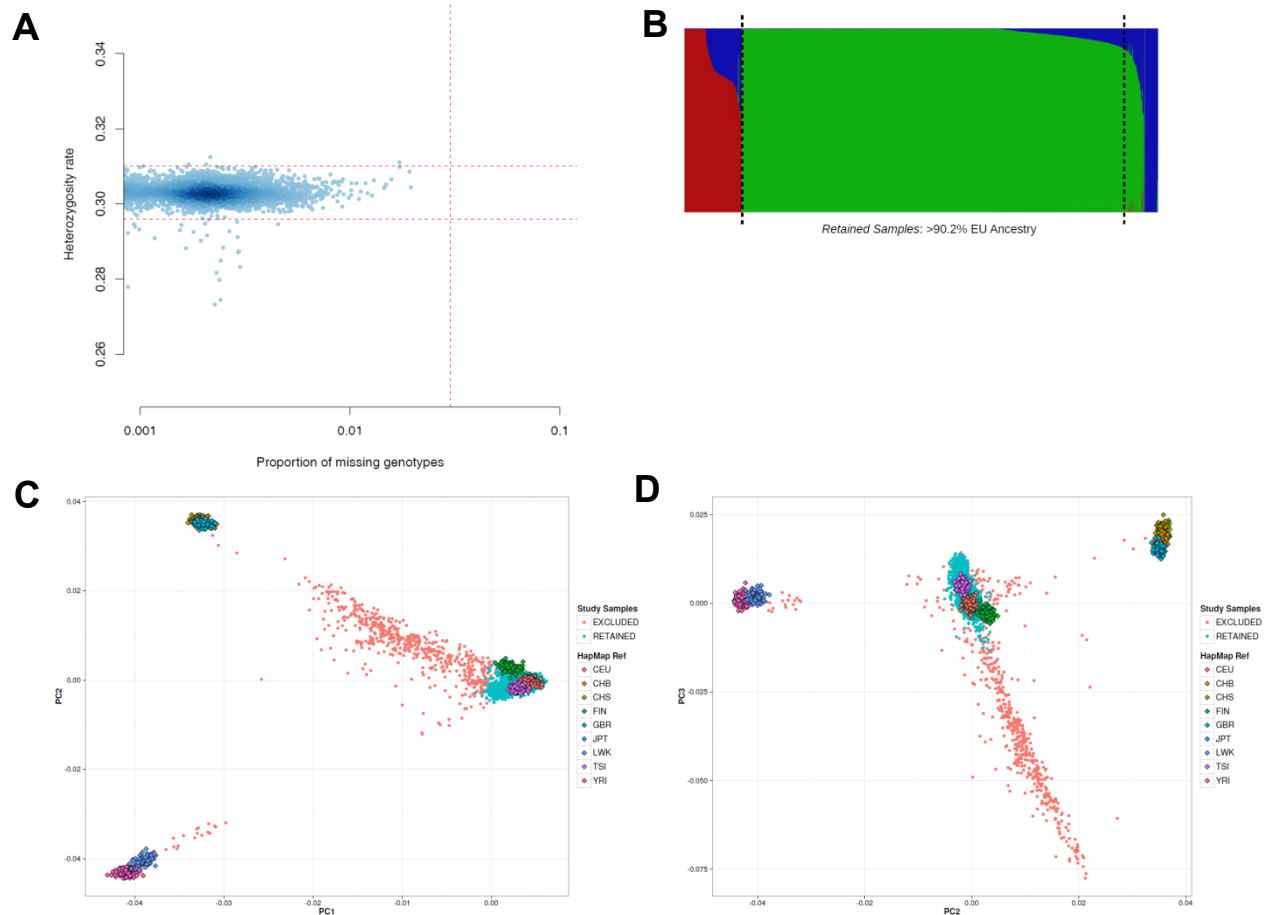 A
0.34
0.32
0.30
0.28
0.26
Heterozygosity rate
0.001
0.01
0.1
Proportion of missing genotypes
B
Retained Samples: >90.2% EU Ancestry
C
0.04
0.02
0.00
-0.02
-0.04
PC2
-0.04
-0.03
-0.02
-0.01
0.00
PC1
Study Samples
EXCLUDED
RETAINED
HapMap Ref
CEU
CHB
CHS
FIN
GBR
JPT
LWK
TSI
YRI
D
0.025
0.000
-0.025
-0.050
-0.075
PC3
-0.04
-0.02
0.00
0.02
0.04
PC2
Study Samples
EXCLUDED
RETAINED
HapMap Ref
CEU
CHB
CHS
FIN
GBR
JPT
LWK
TSI
YRI